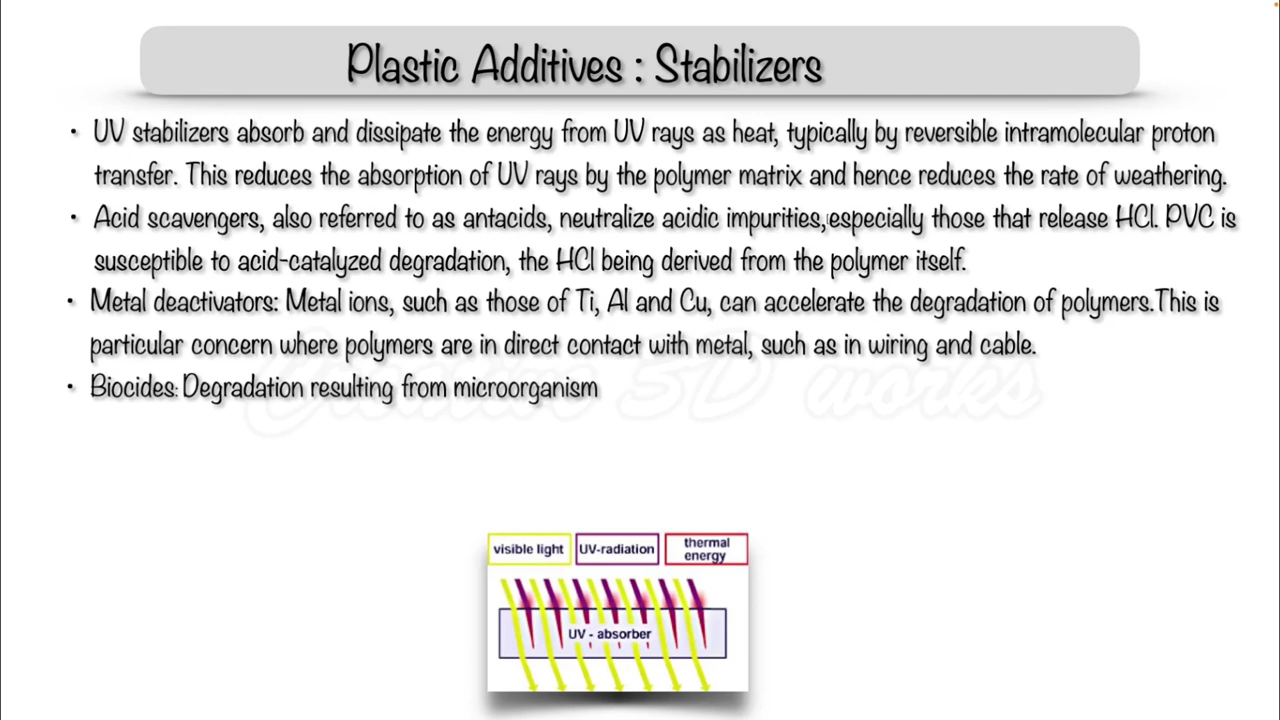 Plastic Additives : Stabilizers
• UV stabilizers absorb and dissipate the energy from UV rays as heat, typically by reversible intramolecular proton
transfer. This reduces the absorption of UV rays by the polymer matrix and hence reduces the rate of weathering.
• Acid scavengers, also referred to as antacids, neutralize acidic impurities,especially those that release HCl. PVC is
susceptible to acid-catalyzed degradation, the HCl being derived from the polymer itself.
• Metal deactivators: Metal ions, such as those of Ti, Al and Cu, can accelerate the degradation of polymers.This is
particular concern where polymers are in direct contact with metal, such as in wiring and cable.
• Biocides: Degradation resulting from microorganism
Creative 5D works
visible light
UV-radiation
thermal
energy
UV - absorber